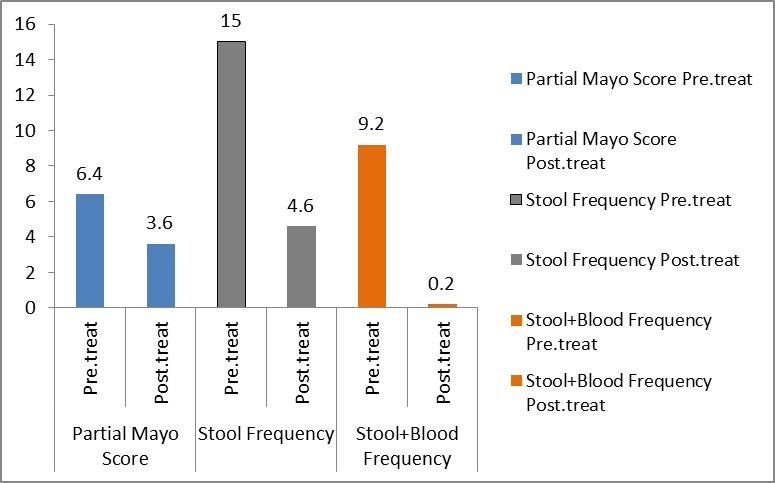 16
14
12
10
8
6
4
2
0
6.4
3.6
15
4.6
9.2
0.2
Pre.treat
Post.treat
Pre.treat
Post.treat
Pre.treat
Post.treat
Partial Mayo
Score
Stool Frequency
Stool+Blood
Frequency
Partial Mayo Score Pre.treat
Partial Mayo Score
Post.treat
Stool Frequency Pre.treat
Stool Frequency Post.treat
Stool+Blood Frequency
Pre.treat
Stool+Blood Frequency
Post.treat